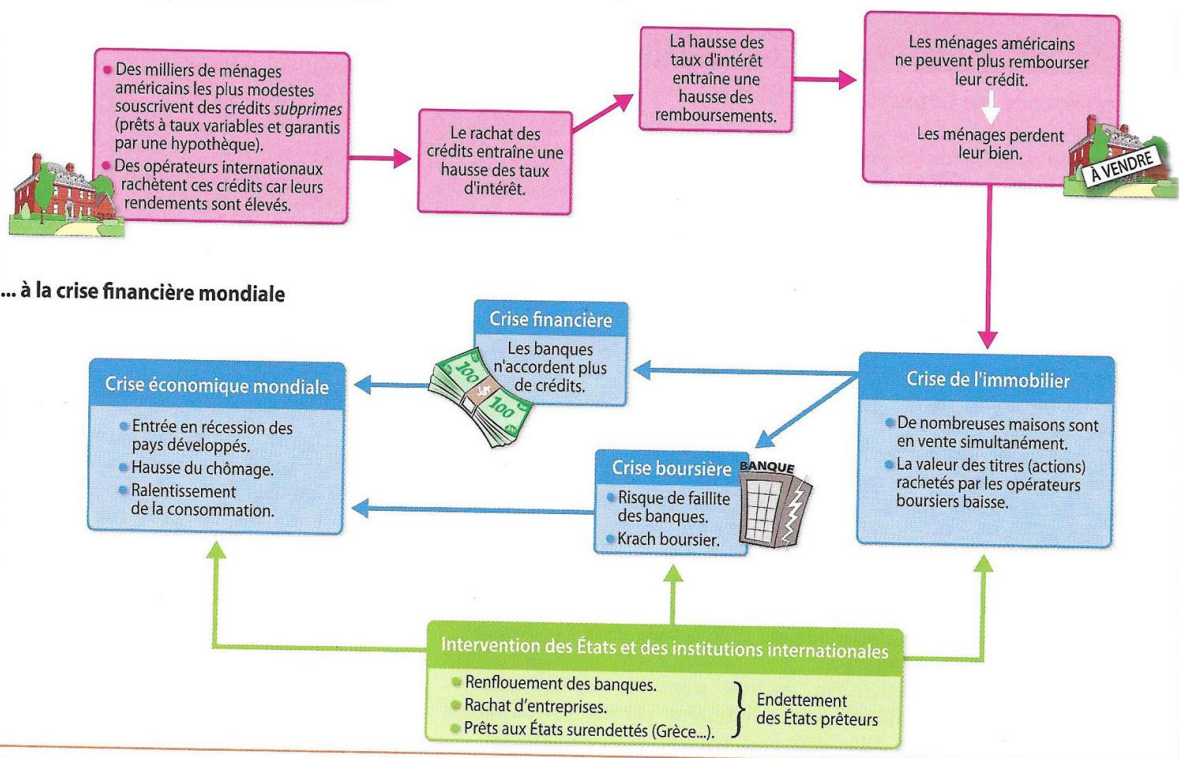 • Des milliers de ménages
américains les plus modestes
souscrivent des crédits subprimes
(prêts à taux variables et garantis
par une hypothèque).
• Des opérateurs internationaux
rachètent ces crédits car leurs
rendements sont élevés.
Le rachat des
crédits entraîne une
hausse des taux
d'intérêt.
La hausse des
taux d'intérêt
entraîne une
hausse des
remboursements.
Les ménages américains
ne peuvent plus rembourser
leur crédit.
Les ménages perdent
leur bien.
À VENDRE
... à la crise financière mondiale
Crise financière
Les banques
n'accordent plus
de crédits.
100
100
Crise économique mondiale
• Entrée en récession des
pays développés.
• Hausse du chômage.
• Ralentissement
de la consommation.
Crise boursière
• Risque de faillite
des banques.
• Krach boursier.
BANQUE
Crise de l'immobilier
• De nombreuses maisons sont
en vente simultanément.
• La valeur des titres (actions)
rachetés par les opérateurs
boursiers baisse.
Intervention des États et des institutions internationales
• Renflouement des banques.
• Rachat d'entreprises.
• Prêts aux États surendettés (Grèce...).
Endettement
des États prêteurs